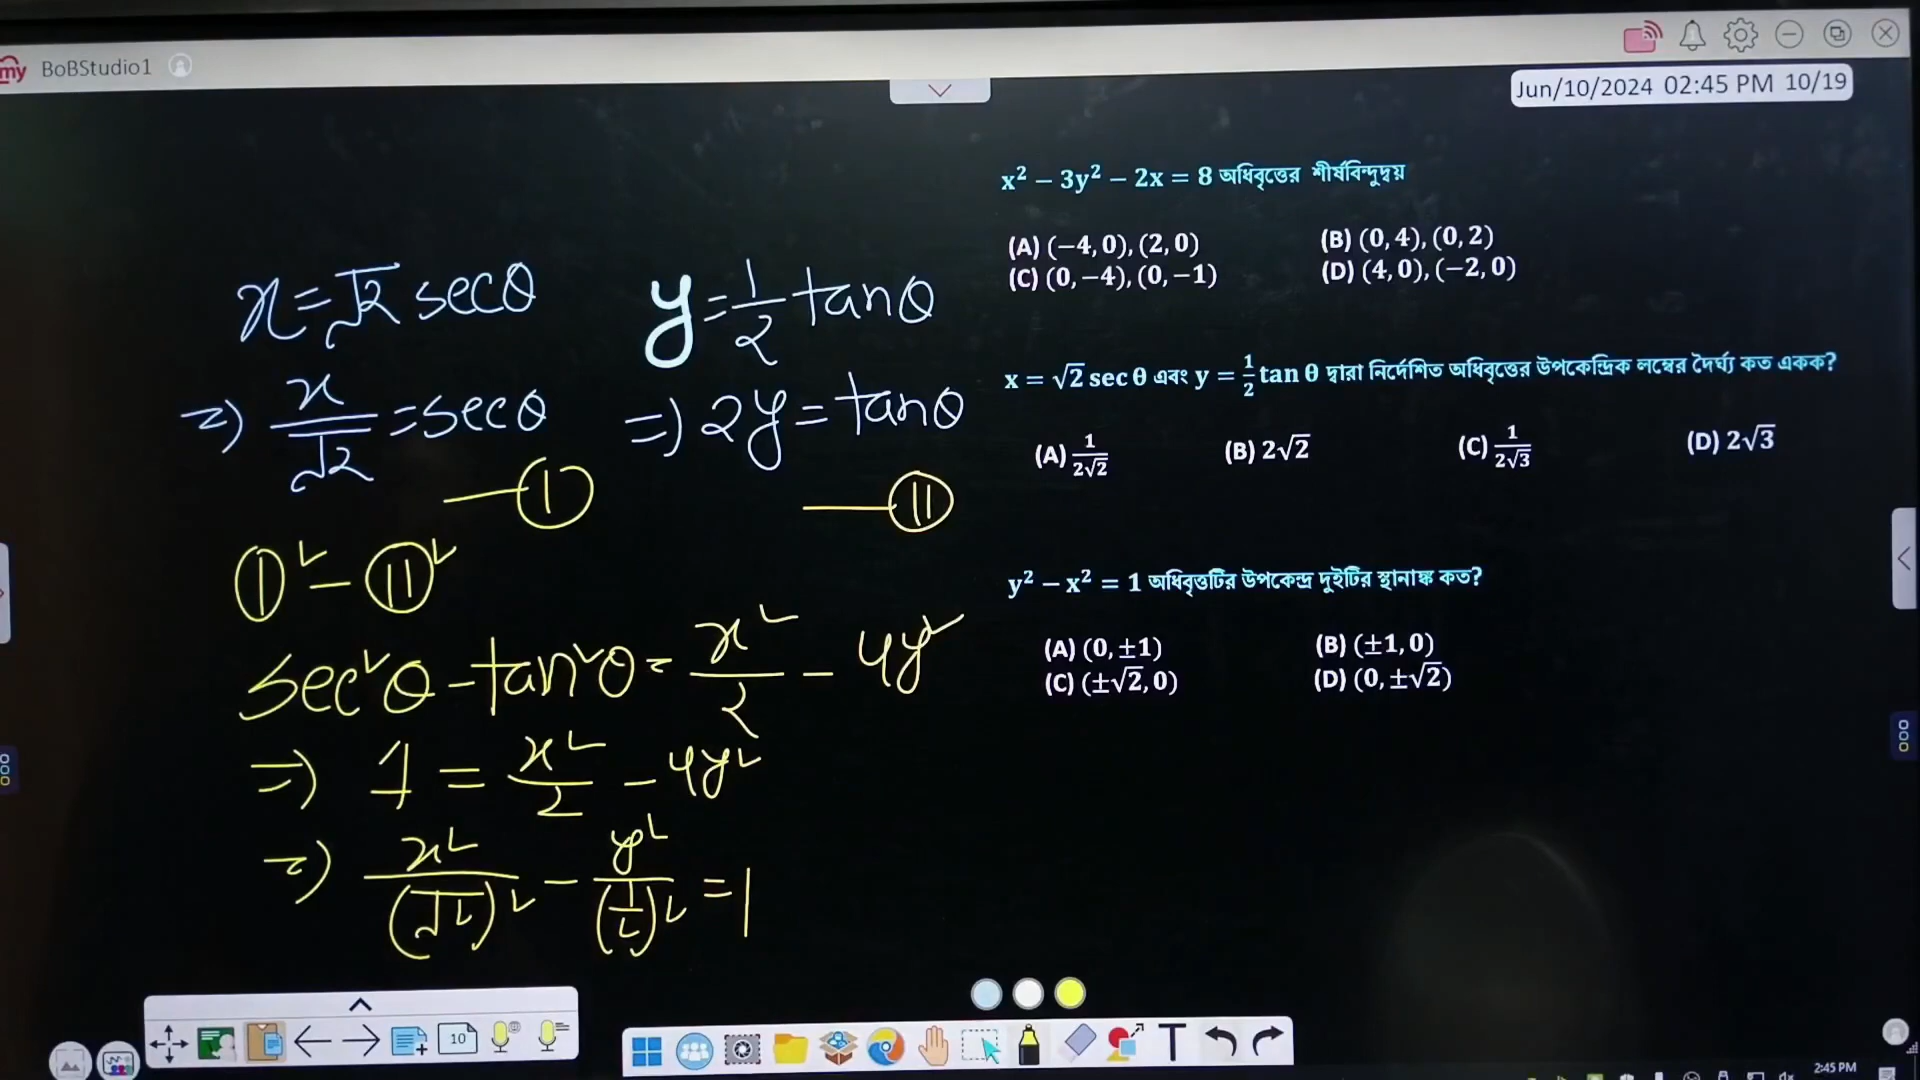 my BoBStudio1
Jun/10/2024 02:45 PM 10/19
x = √2 secθ
y = 1/2 tanθ
⇒) x/√2 = secθ —(I)
⇒) 2y = tanθ —(II)
(I)² − (II)²
sec²θ − tan²θ = x²/2 − 4y²
⇒) 1 = x²/2 − 4y²
⇒) x²/(√2)² − y²/(1/2)² = 1
x² − 3y² − 2x = 8 অধিবৃত্তের শীর্ষবিন্দুদ্বয়
(A) (−4, 0), (2, 0) (B) (0, 4), (0, 2)
(C) (0, −4), (0, −1) (D) (4, 0), (−2, 0)
x = √2 sec θ এবং y = 1/2 tan θ দ্বারা নির্দেশিত অধিবৃত্তের উপকেন্দ্রিক লম্বের দৈর্ঘ্য কত একক?
(A) 1/2√2 (B) 2√2 (C) 1/2√3 (D) 2√3
y² − x² = 1 অধিবৃত্তটির উপকেন্দ্র দুইটির স্থানাঙ্ক কত?
(A) (0, ±1) (B) (±1, 0)
(C) (±√2, 0) (D) (0, ±√2)
10
T
2:45 PM